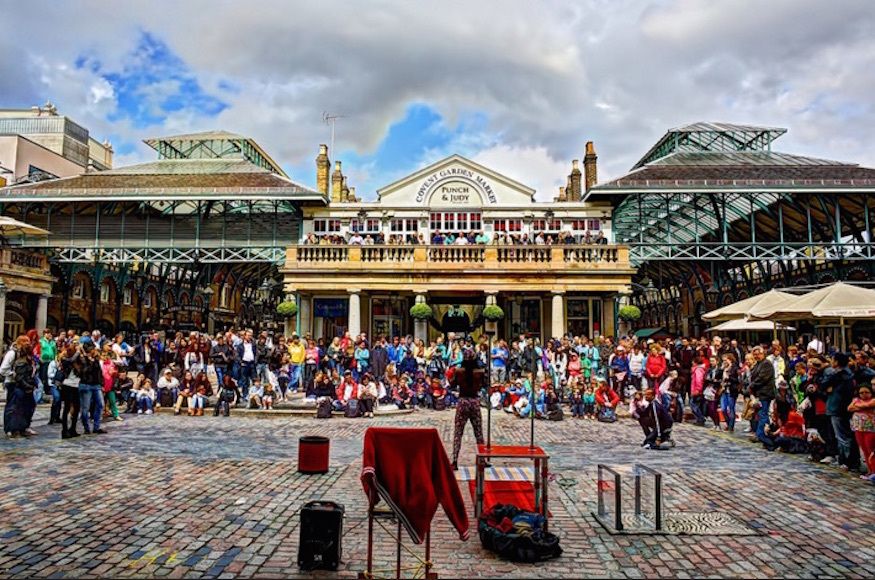 COVENT GARDEN MARKET
PUNCH
& JUDY